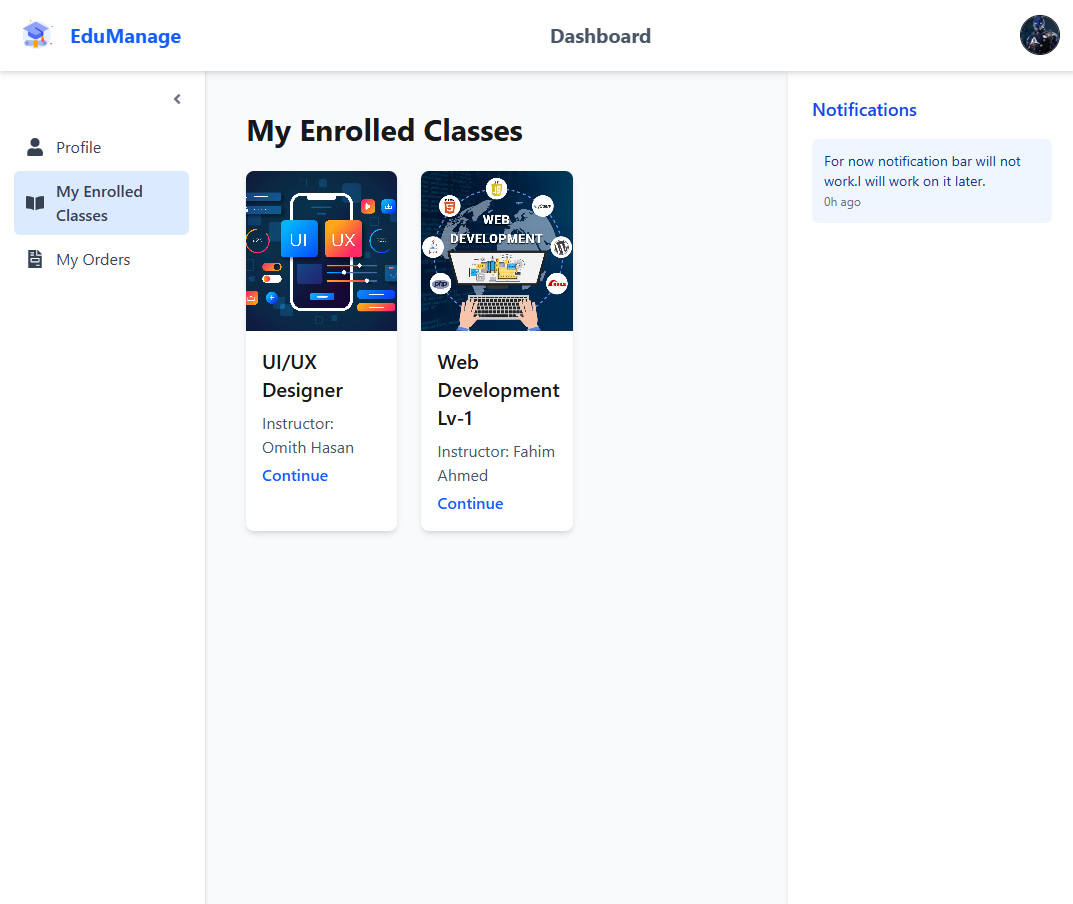 EduManage
Dashboard
Profile
My Enrolled
Classes
My Orders
My Enrolled Classes
UI
UX
UI/UX
Designer
Instructor:
Omith Hasan
Continue
WEB
DEVELOPMENT
php
Web
Development
Lv-1
Instructor: Fahim
Ahmed
Continue
Notifications
For now notification bar will not
work.I will work on it later.
0h ago